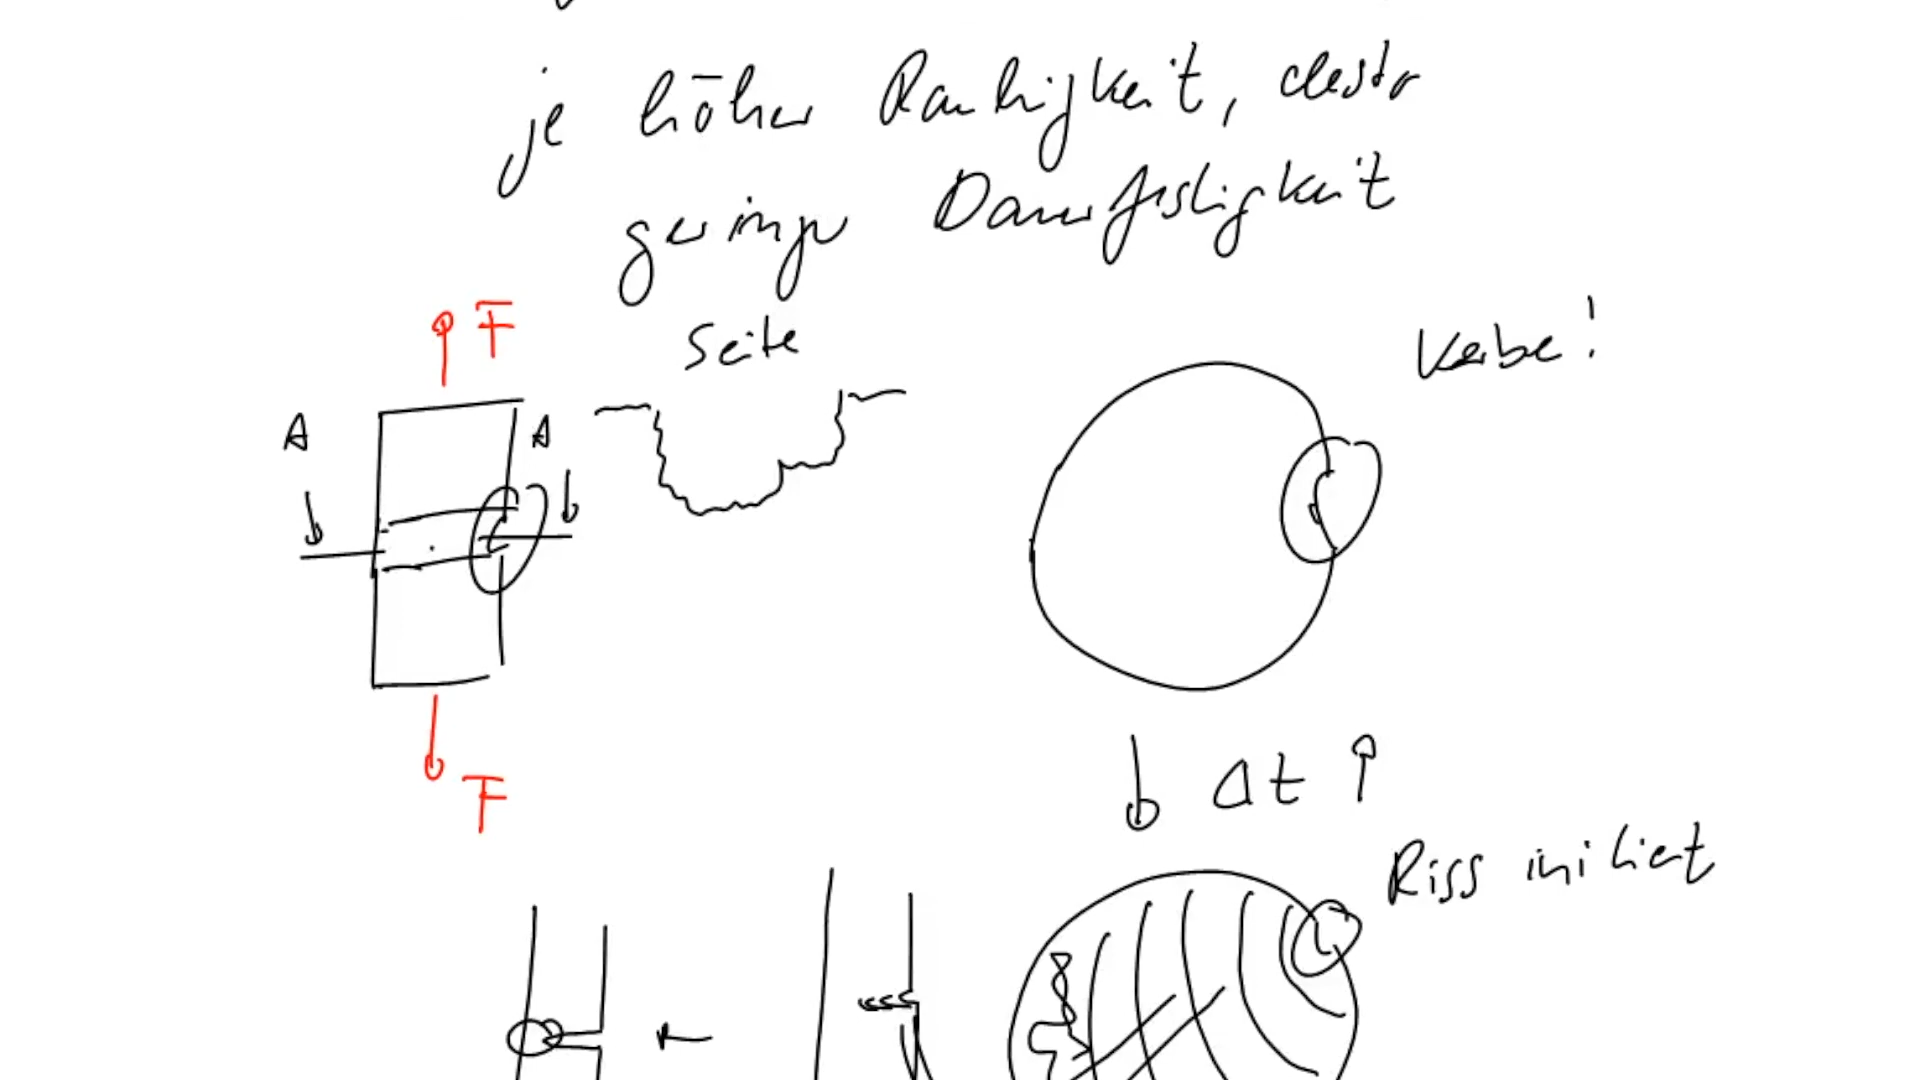 je höher Rauhigkeit, desto
geringer Dauerfestigkeit
F
Seite
Kerbe!
A A
F
Δt
Riss initiiert